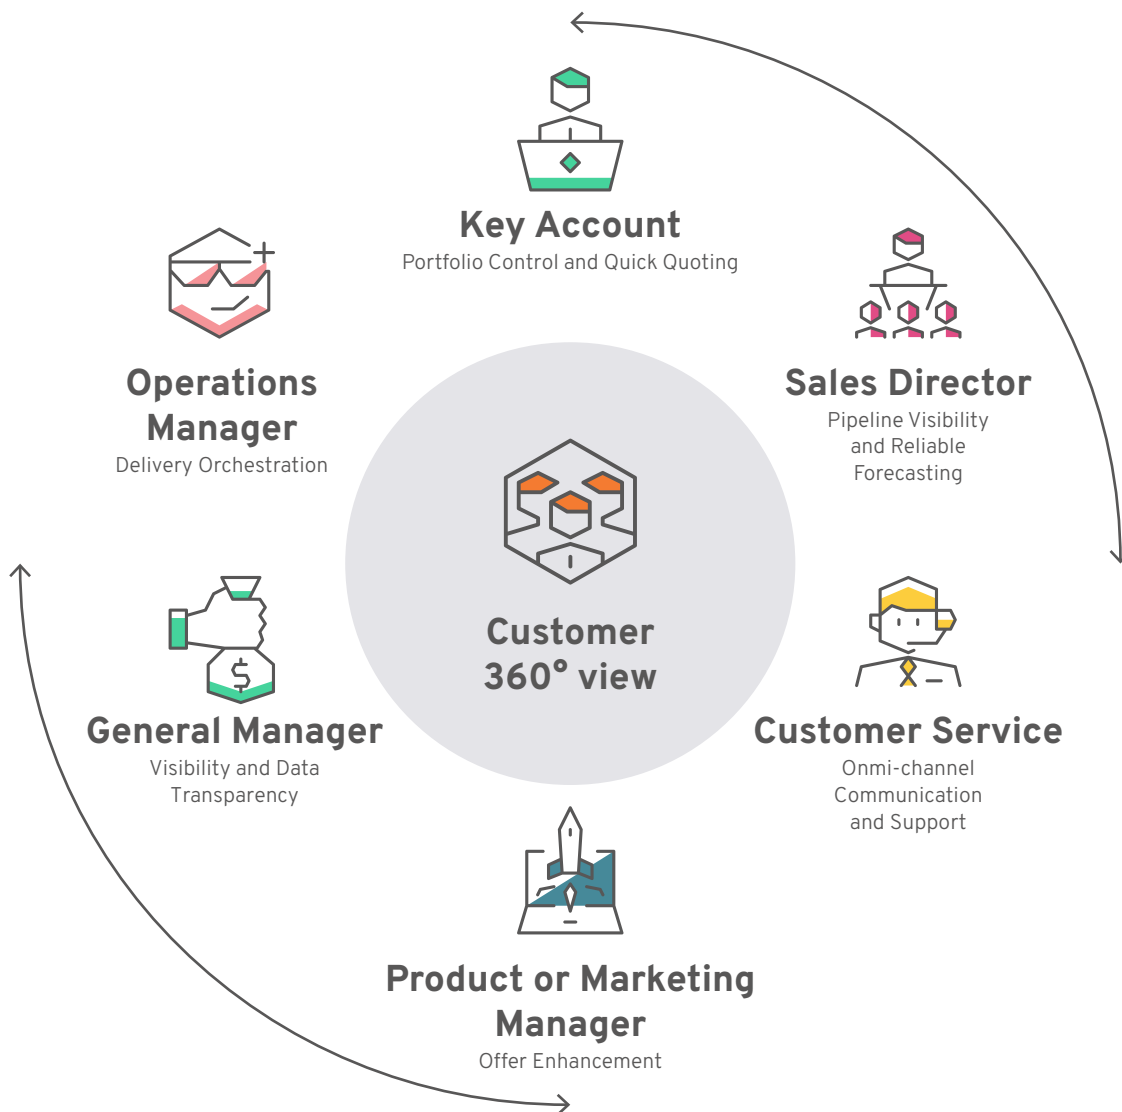 Key Account
Portfolio Control and Quick Quoting
Sales Director
Pipeline Visibility
and Reliable
Forecasting
Customer Service
Onmi-channel
Communication
and Support
Product or Marketing
Manager
Offer Enhancement
General Manager
Visibility and Data
Transparency
Operations
Manager
Delivery Orchestration
Customer
360° view
$